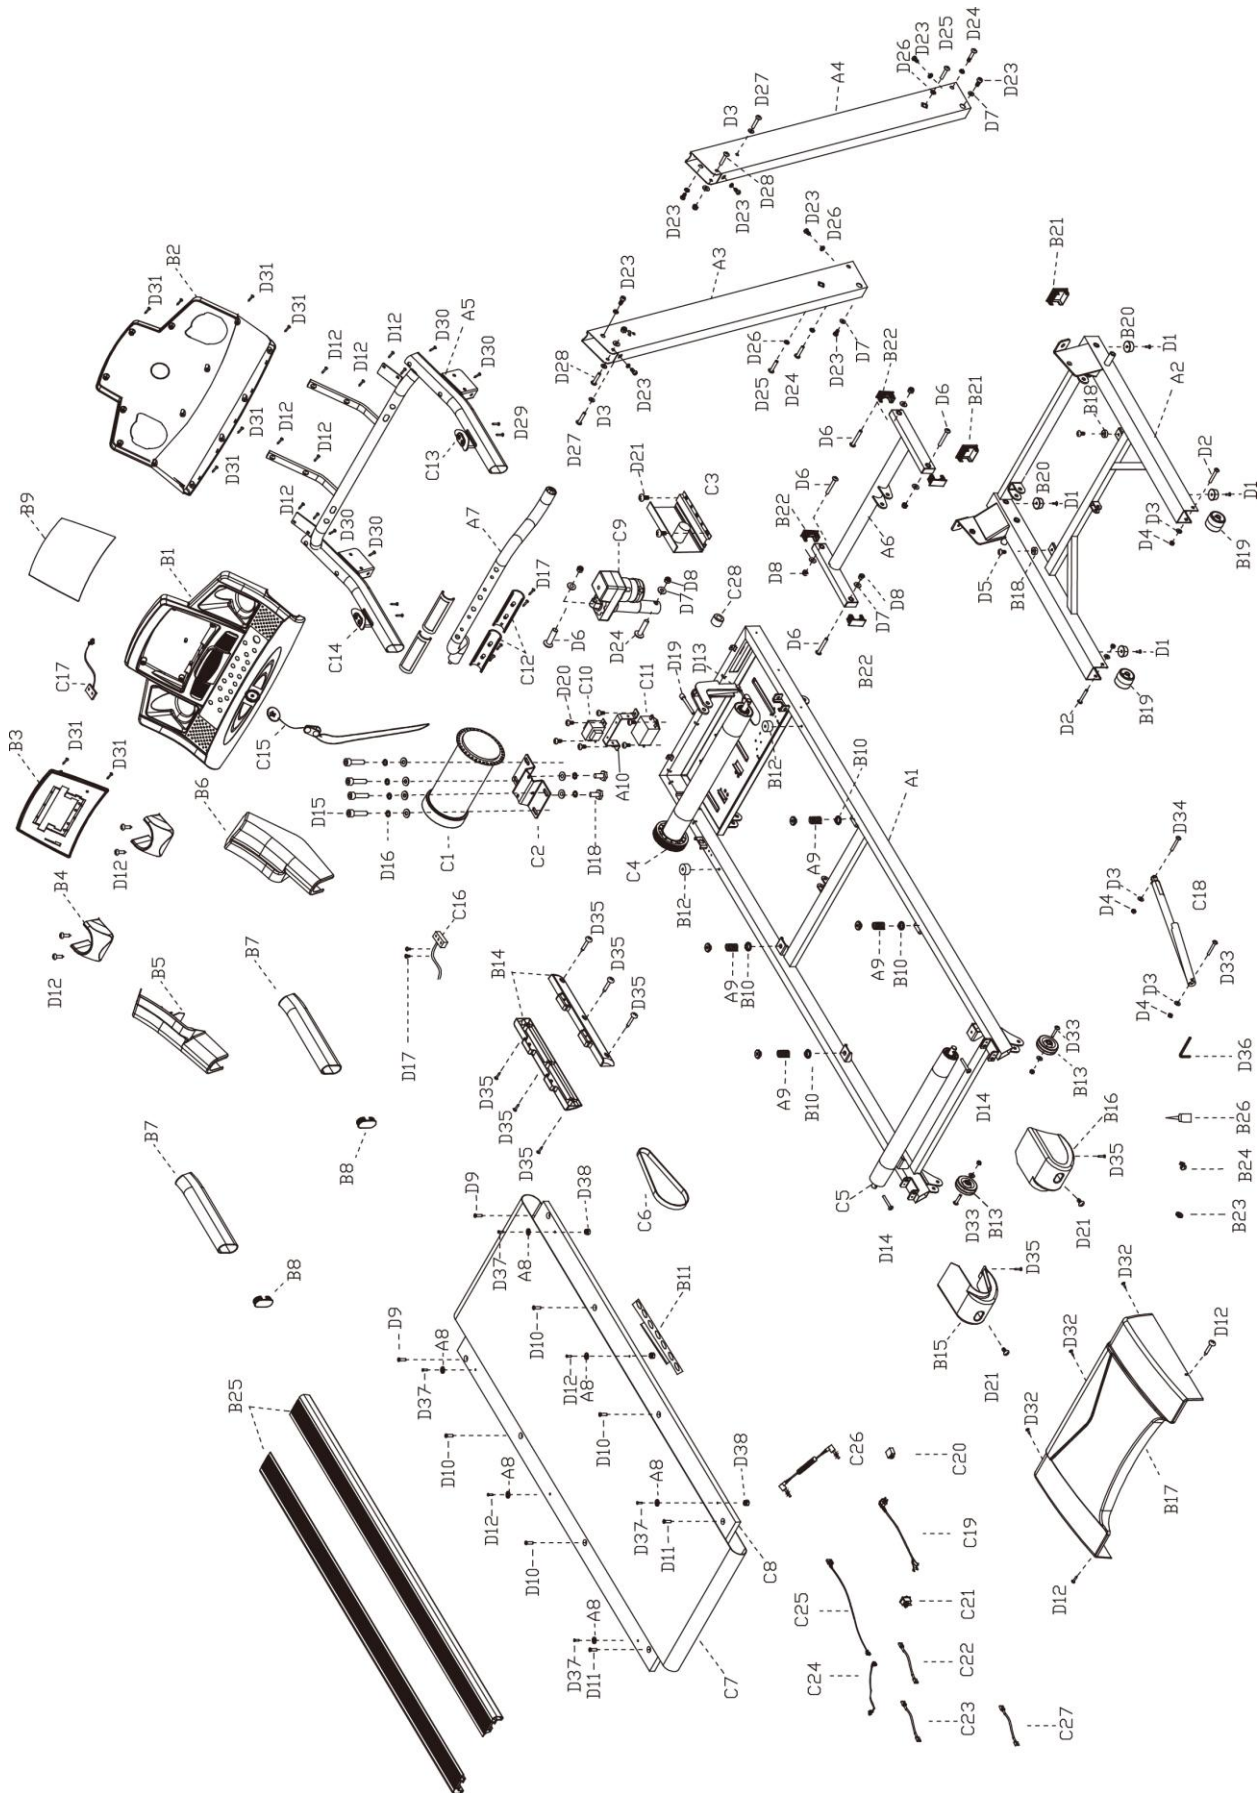 D24
D25
D23
D26
A4
D23
D7
D27
D3
D28
D23
D23
D23
D26
A3
D23
D28
D3
D27
D23
D26
D25
D24
D23
D7
B2
D31
D31
D31
D31
D31
D12
D12
D12
D12
D12
D12
D30
A5
D30
D29
C13
D30
D30
C14
B9
B1
A7
C17
C15
C12
D17
B3
D31
D31
B4
D12
D12
B5
B6
B7
B7
B8
B8
D21
C3
C9
D6
D24
D7
D8
C28
D20
C10
C11
A10
D19
D13
D15
D16
C1
C2
D18
C4
B12
B12
C16
D17
B21
B20
D1
A2
B18
D2
D1
D3
D4
B19
B20
D1
D5
B18
D1
D2
B19
B22
B21
D6
D6
D6
B22
A6
D8
D7
D8
D6
B22
B10
A9
A1
A9
B10
A9
B10
A9
B10
B14
D35
D35
D35
D35
D35
D35
D34
D3
D4
C18
D33
D3
D4
D36
B26
B24
B23
D33
B13
D14
B16
D35
D21
C5
D33
B13
D14
B15
D35
D21
C6
B11
D9
D38
D37
A8
D9
D10
D37
A8
D12
A8
D10
D10
D12
A8
D38
D37
A8
D11
D10
C8
D37
A8
D11
C7
B25
D32
D32
D32
D12
B17
D12
C26
C20
C19
C21
C25
C22
C24
C23
C27